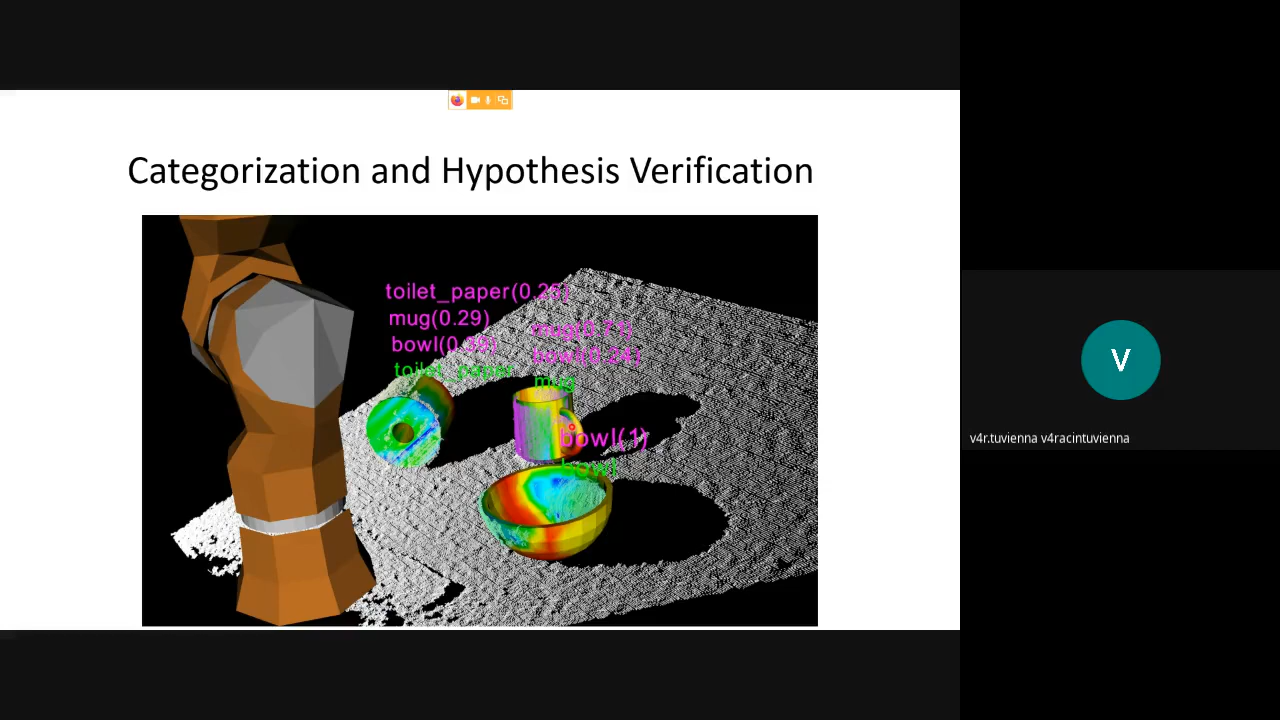 Categorization and Hypothesis Verification
toilet_paper(0.25)
mug(0.29)
bowl(0.39)
toilet_paper
mug(0.71)
bowl(0.24)
mug
bowl(1)
bowl
V
v4r.tuvienna v4racintuvienna